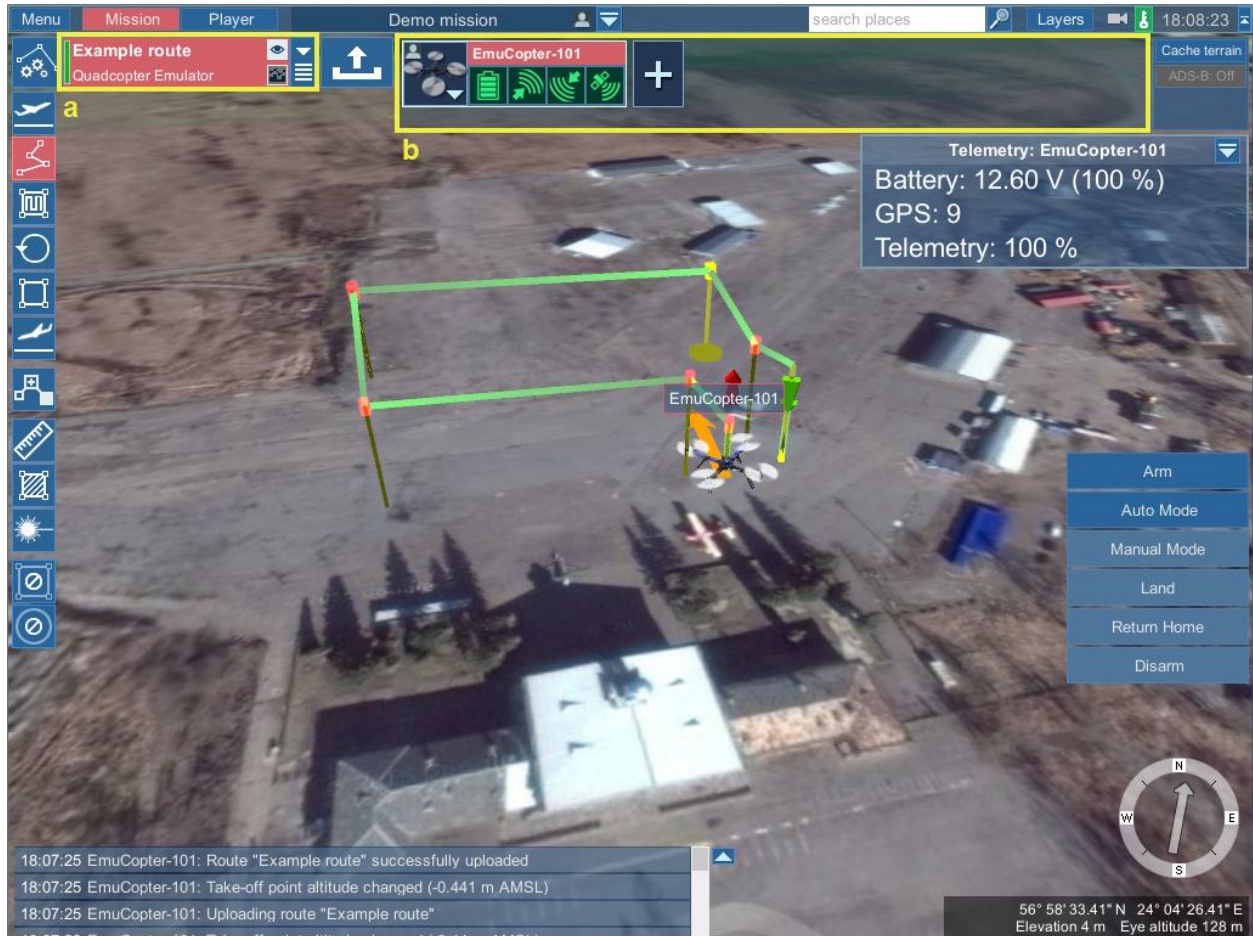 Menu Mission Player Demo mission search places Layers 18:08:23
Example route
Quadcopter Emulator
a
EmuCopter-101
b
Cache terrain
ADS-B: Off
Telemetry: EmuCopter-101
Battery: 12.60 V (100 %)
GPS: 9
Telemetry: 100 %
EmuCopter-101
Arm
Auto Mode
Manual Mode
Land
Return Home
Disarm
N
W E
S
18:07:25 EmuCopter-101: Route "Example route" successfully uploaded
18:07:25 EmuCopter-101: Take-off point altitude changed (-0.441 m AMSL)
18:07:25 EmuCopter-101: Uploading route "Example route"
56° 58' 33.41" N 24° 04' 26.41" E
Elevation 4 m Eye altitude 128 m